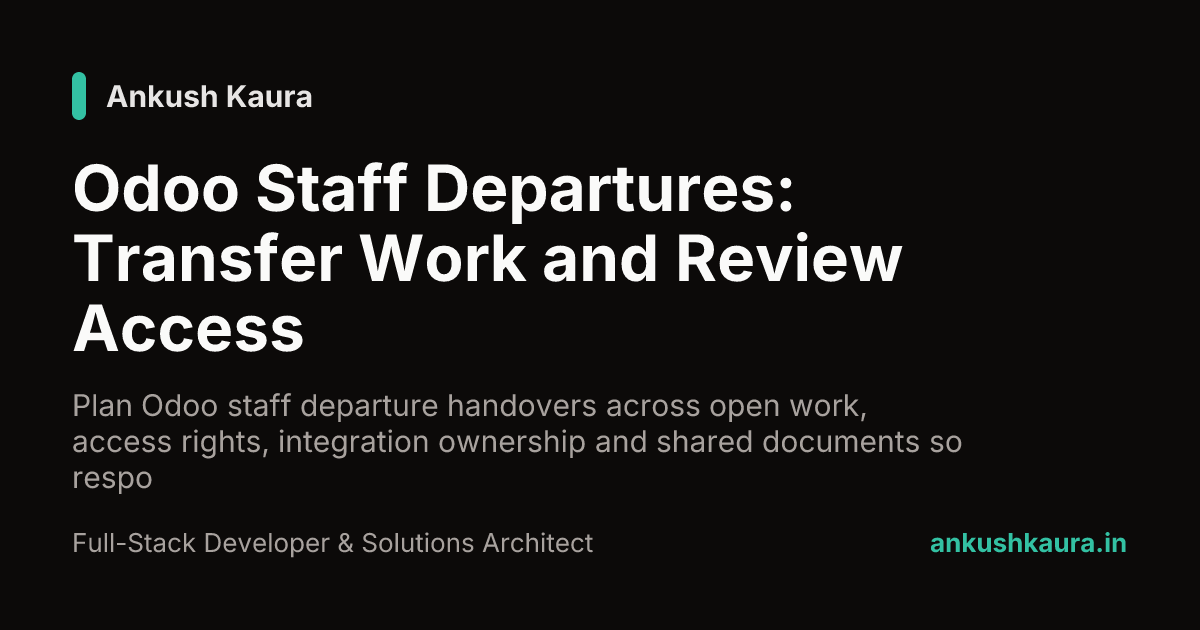 Ankush Kaura
Odoo Staff Departures:
Transfer Work and Review
Access
Plan Odoo staff departure handovers across open work,
access rights, integration ownership and shared documents so
respo
Full-Stack Developer & Solutions Architect
ankushkaura.in